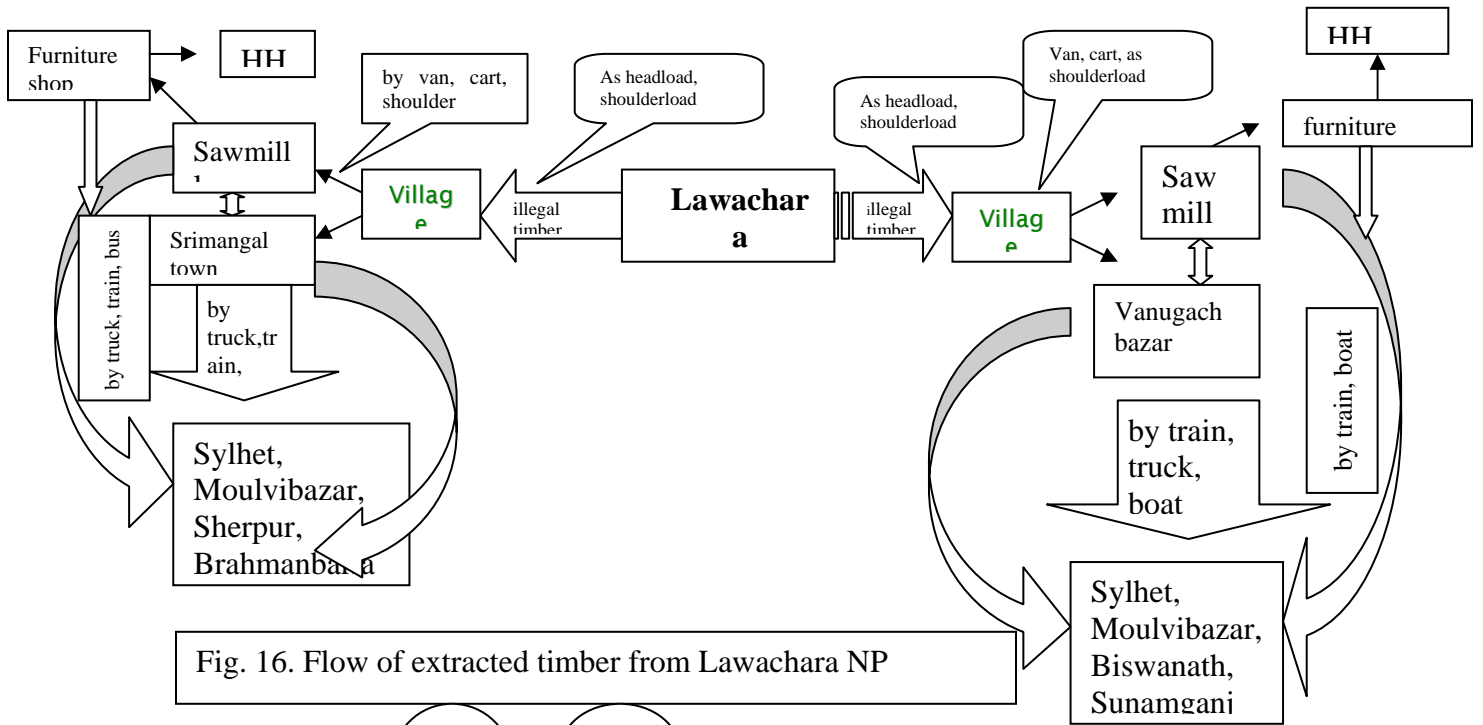 Furniture
shop
HH
by van, cart,
shoulder
As headload,
shoulderload
As headload,
shoulderload
Van, cart, as
shoulderload
HH
furniture
Sawmill
Villag
e
illegal
timber
Lawachar
a
illegal
timber
Villag
e
Saw
mill
Srimangal
town
by truck, train, bus
by
truck,tr
ain,
Vanugach
bazar
by train, boat
by train,
truck,
boat
Sylhet,
Moulvibazar,
Sherpur,
Sylhet,
Moulvibazar,
Biswanath,
Sunamganj
Fig. 16. Flow of extracted timber from Lawachara NP